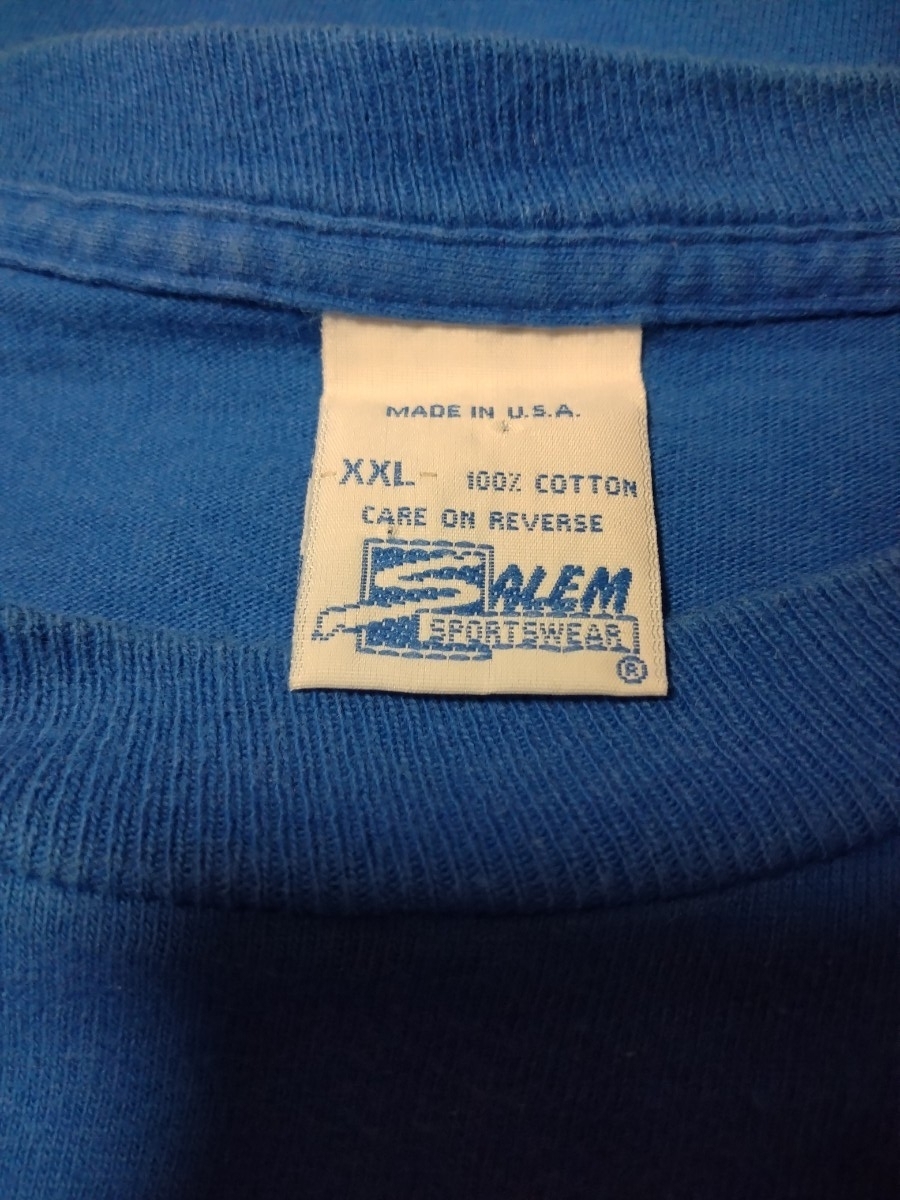 MADE IN U.S.A.
-XXL- 100% COTTON
CARE ON REVERSE
SALEM
SPORTSWEAR
®